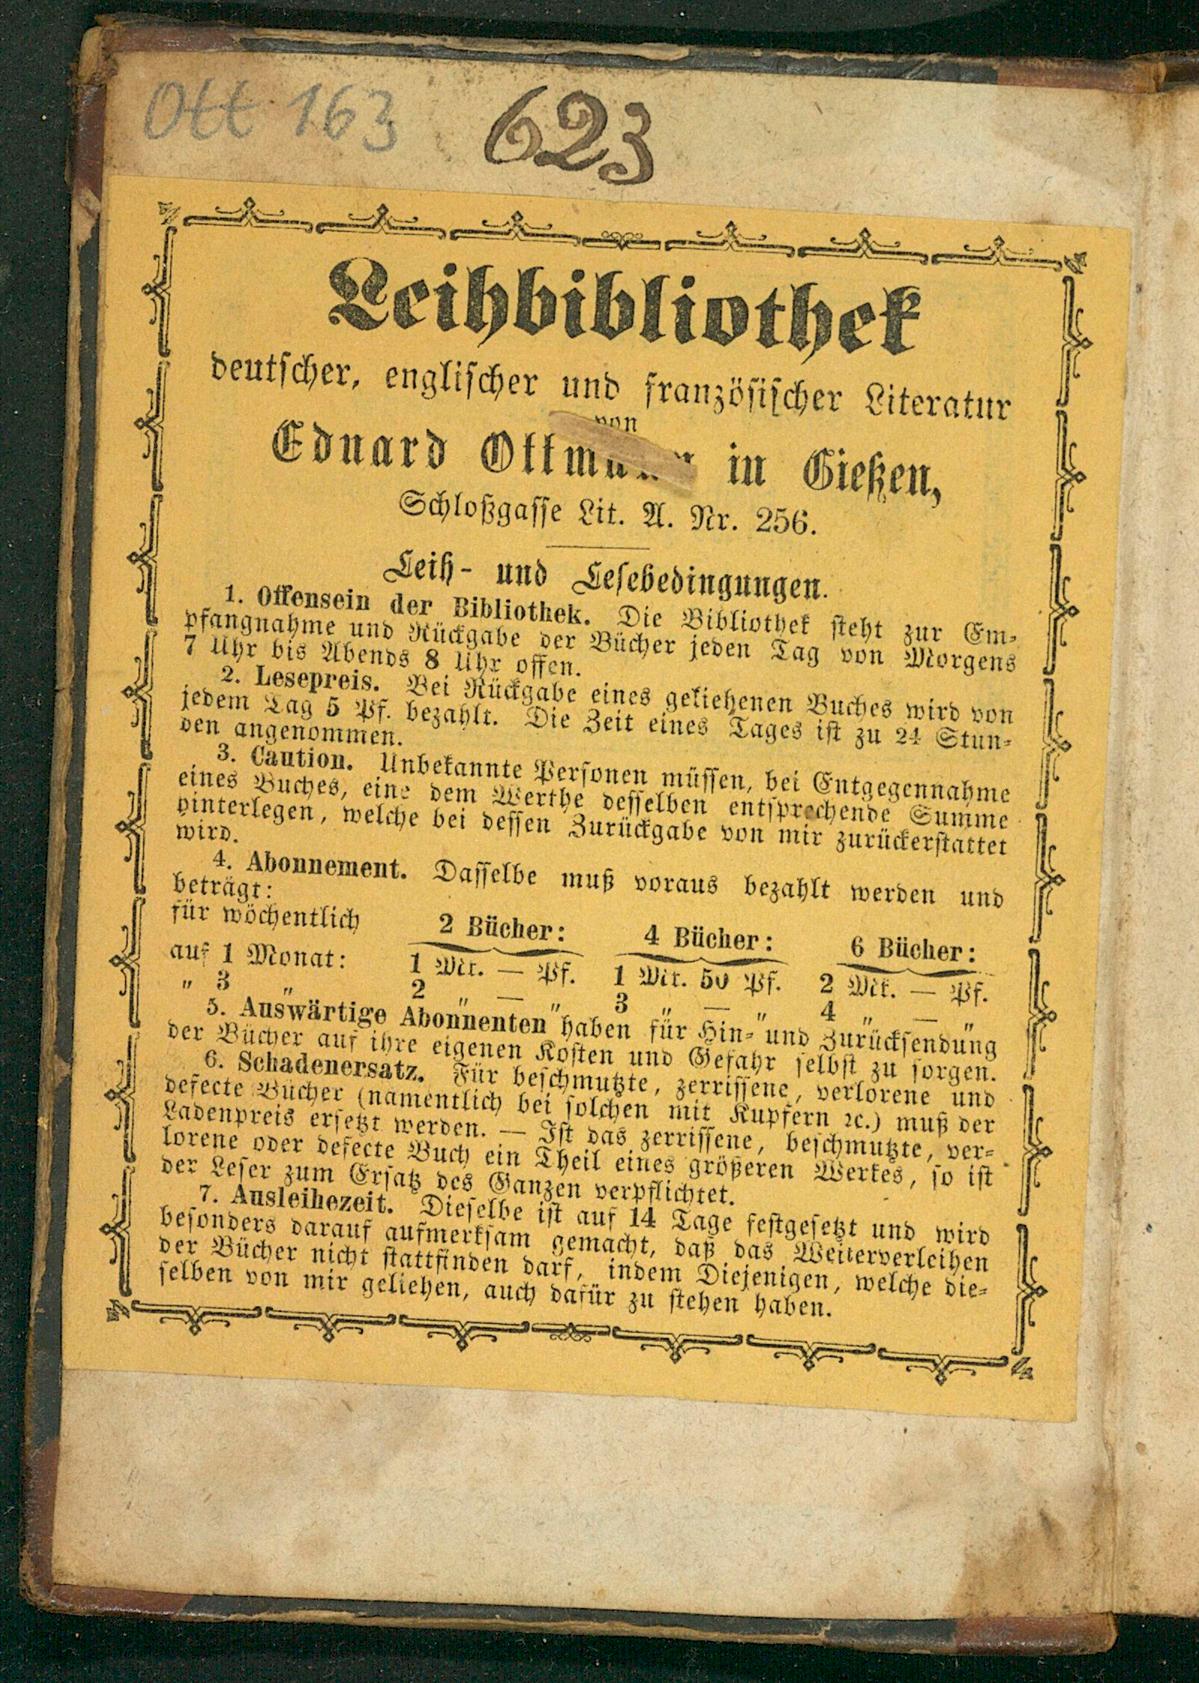 Ott 163
623
Leihbibliothek
deutscher, englischer und französischer Literatur
von
Eduard Ottmann in Gießen,
Schloßgasse Lit. A. Nr. 256.
Leih- und Lesebedingungen.
1. Offensein der Bibliothek. Die Bibliothek steht zur Em-
pfangnahme und Rückgabe der Bücher jeden Tag von Morgens
7 Uhr bis Abends 8 Uhr offen.
2. Lesepreis. Bei Rückgabe eines geliehenen Buches wird von
jedem Tag 5 Pf. bezahlt. Die Zeit eines Tages ist zu 24 Stun-
den angenommen.
3. Caution. Unbekannte Personen müssen, bei Entgegennahme
eines Buches, eine dem Werthe desselben entsprechende Summe
hinterlegen, welche bei dessen Zurückgabe von mir zurückerstattet
wird.
4. Abonnement. Dasselbe muß voraus bezahlt werden und
beträgt:
für wöchentlich 2 Bücher: 4 Bücher: 6 Bücher:
auf 1 Monat: 1 Mk. — Pf. 1 Mk. 50 Pf. 2 Mk. — Pf.
„ 3 „ 2 „ — „ 3 „ — „ 4 „ — „
5. Auswärtige Abonnenten haben für Hin- und Zurücksendung
der Bücher auf ihre eigenen Kosten und Gefahr selbst zu sorgen.
6. Schadenersatz. Für beschmutzte, zerrissene, verlorene und
defecte Bücher (namentlich bei solchen mit Kupfern ꝛc.) muß der
Ladenpreis ersetzt werden. — Ist das zerrissene, beschmutzte, ver-
lorene oder defecte Buch ein Theil eines größeren Werkes, so ist
der Leser zum Ersatz des Ganzen verpflichtet.
7. Ausleihezeit. Dieselbe ist auf 14 Tage festgesetzt und wird
besonders darauf aufmerksam gemacht, daß das Weiterverleihen
der Bücher nicht stattfinden darf, indem Diejenigen, welche die-
selben von mir geliehen, auch dafür zu stehen haben.